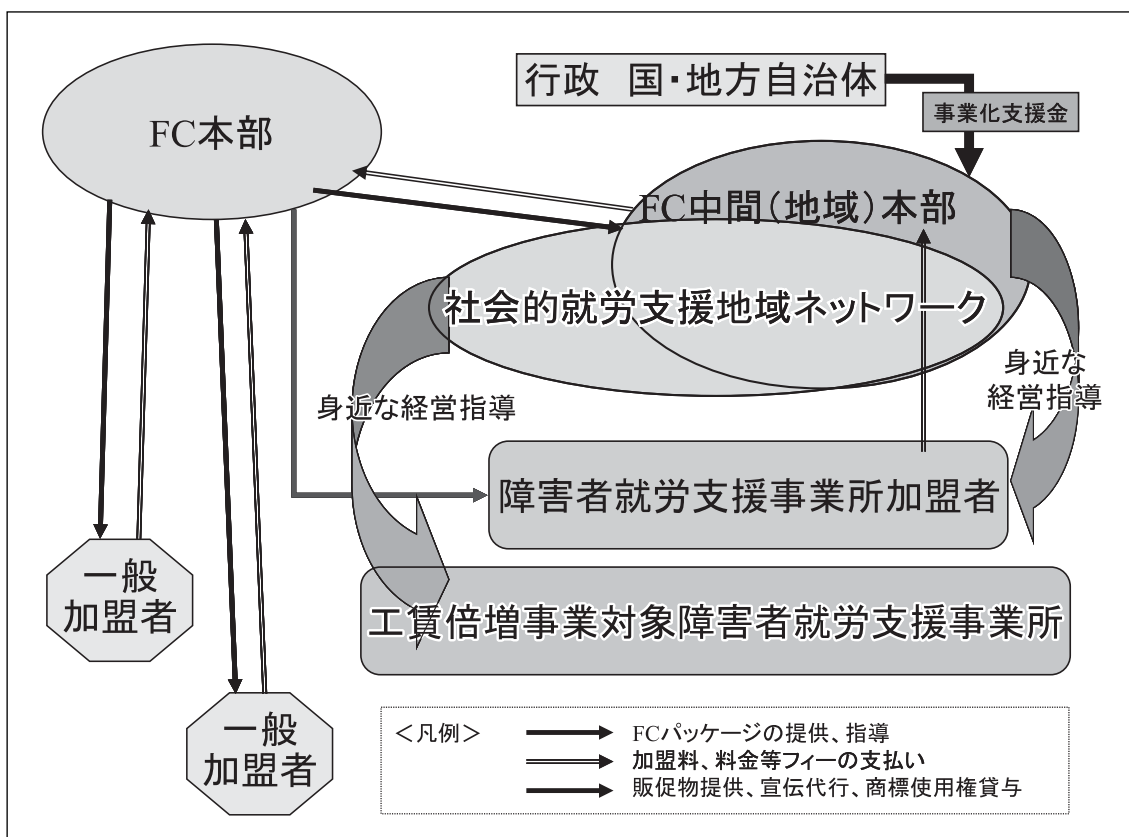 行政 国・地方自治体
事業化支援金
FC本部
FC中間（地域）本部
社会的就労支援地域ネットワーク
身近な経営指導
身近な
経営指導
障害者就労支援事業所加盟者
工賃倍増事業対象障害者就労支援事業所
一般
加盟者
一般
加盟者
＜凡例＞
FCパッケージの提供、指導
加盟料、料金等フィーの支払い
販促物提供、宣伝代行、商標使用権貸与